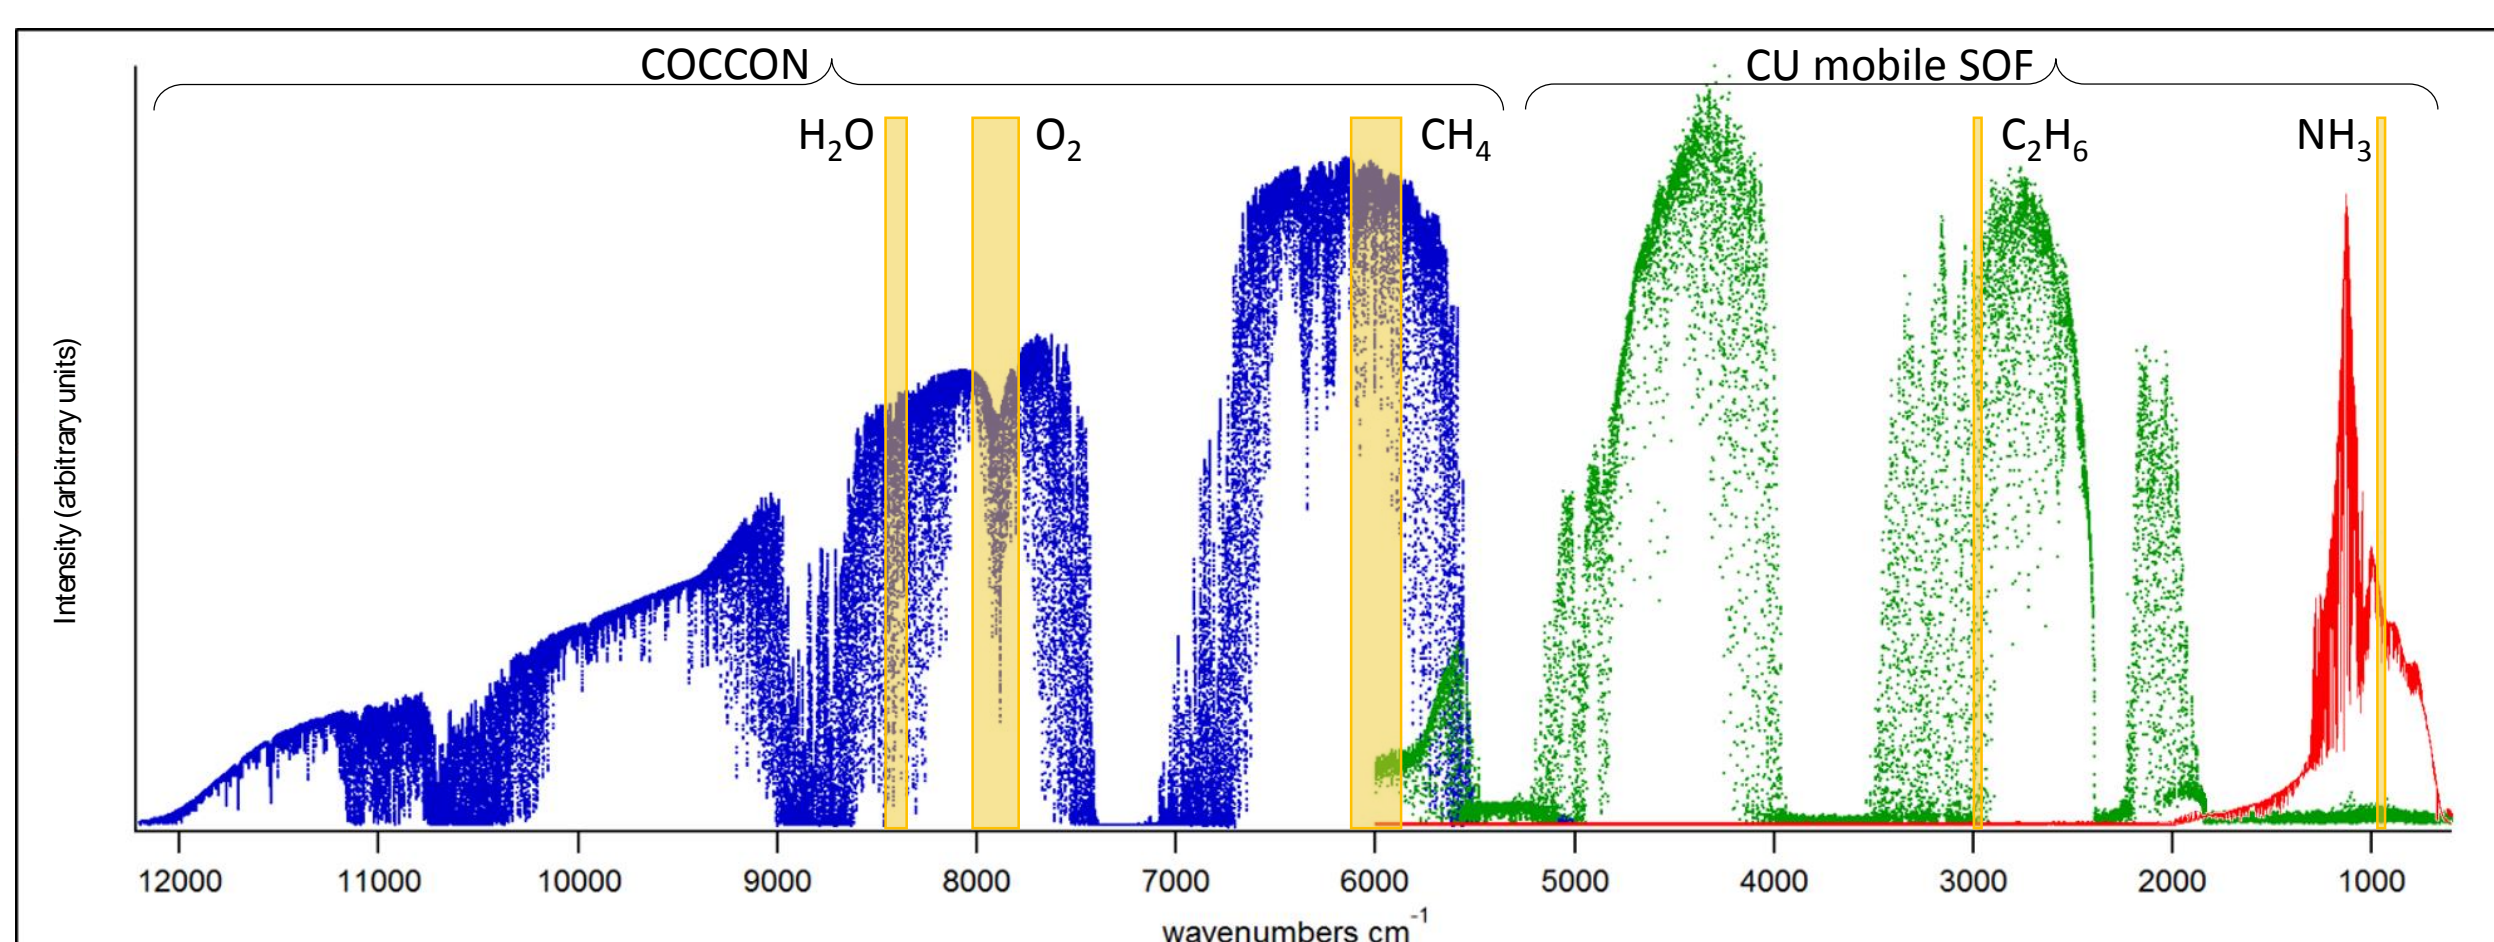 COCCON
CU mobile SOF
H₂O
O₂
CH₄
C₂H₆
NH₃
Intensity (arbitrary units)
12000 11000 10000 9000 8000 7000 6000 5000 4000 3000 2000 1000
wavenumbers cm⁻¹